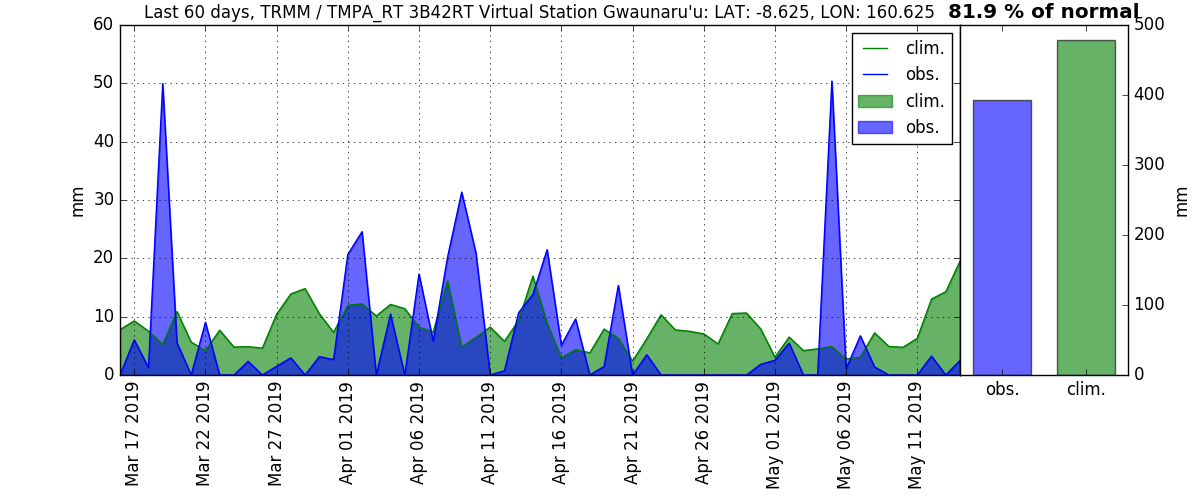 Last 60 days, TRMM / TMPA_RT 3B42RT Virtual Station Gwaunaru'u: LAT: -8.625, LON: 160.625 81.9 % of normal
60
50
40
30
20
10
0
mm
clim.
obs.
clim.
obs.
Mar 17 2019
Mar 22 2019
Mar 27 2019
Apr 01 2019
Apr 06 2019
Apr 11 2019
Apr 16 2019
Apr 21 2019
Apr 26 2019
May 01 2019
May 06 2019
May 11 2019
500
400
300
200
100
0
mm
obs. clim.